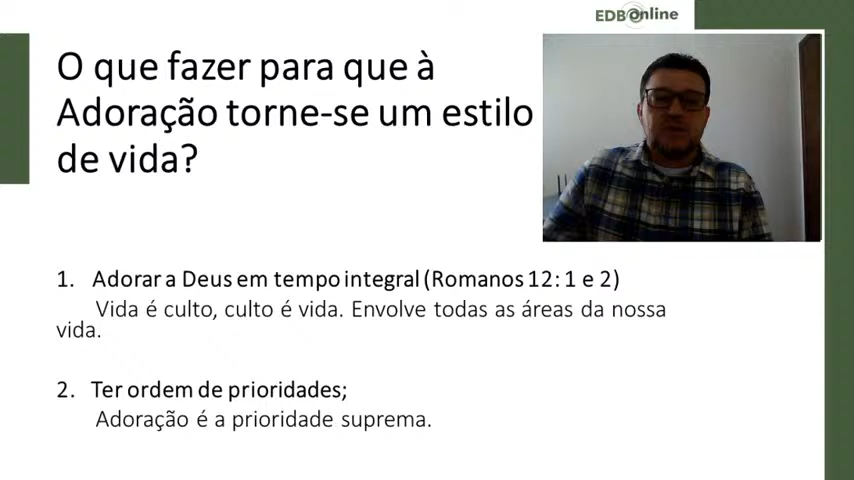 EDB@nline
O que fazer para que à
Adoração torne-se um estilo
de vida?
1. Adorar a Deus em tempo integral (Romanos 12: 1 e 2)
Vida é culto, culto é vida. Envolve todas as áreas da nossa
vida.
2. Ter ordem de prioridades;
Adoração é a prioridade suprema.